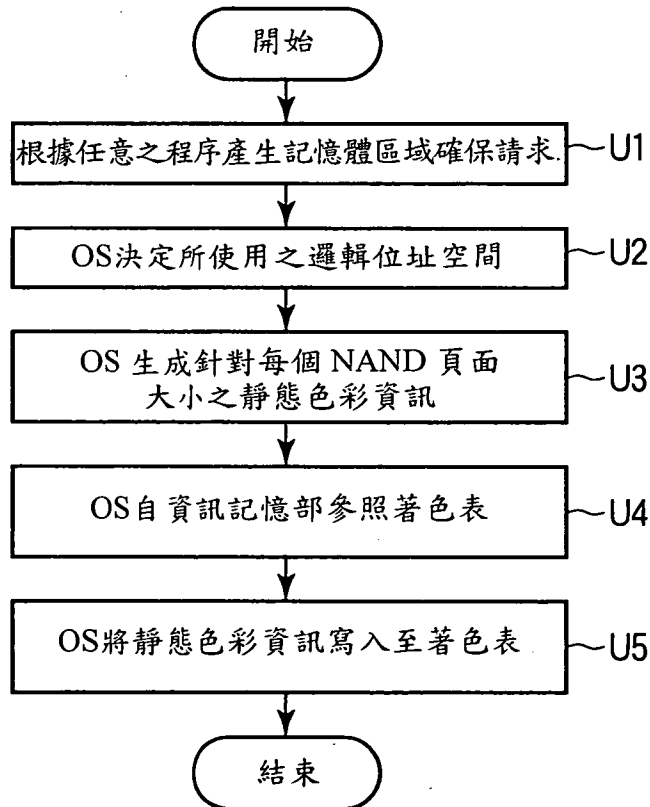 開始
根據任意之程序產生記憶體區域確保請求.
U1
OS決定所使用之邏輯位址空間
U2
OS 生成針對每個 NAND 頁面
大小之靜態色彩資訊
U3
OS自資訊記憶部參照著色表
U4
OS將靜態色彩資訊寫入至著色表
U5
結束